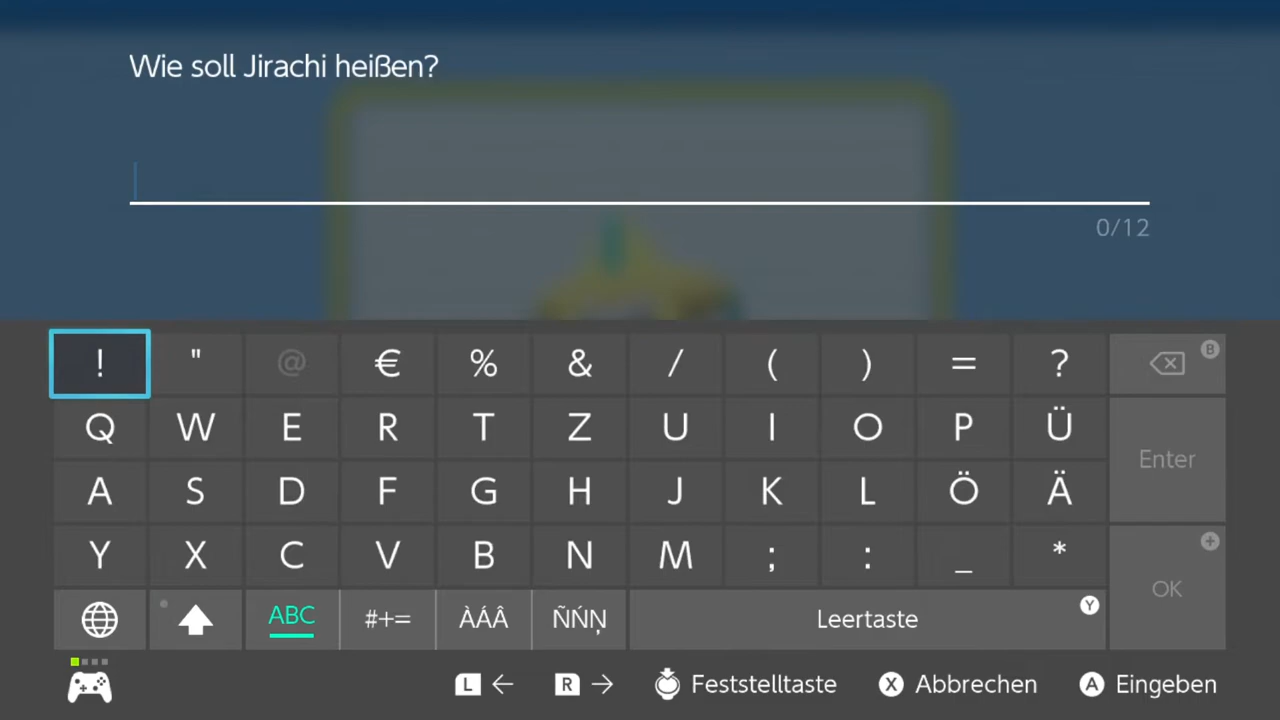 Wie soll Jirachi heißen?
0/12
! " @ € % & / ( ) = ? B
Q W E R T Z U I O P Ü Enter
A S D F G H J K L Ö Ä
Y X C V B N M ; : _ * + OK
ABC #+= ÀÁÂ ÑŃŅ Leertaste Y
L ← R → Feststelltaste X Abbrechen A Eingeben